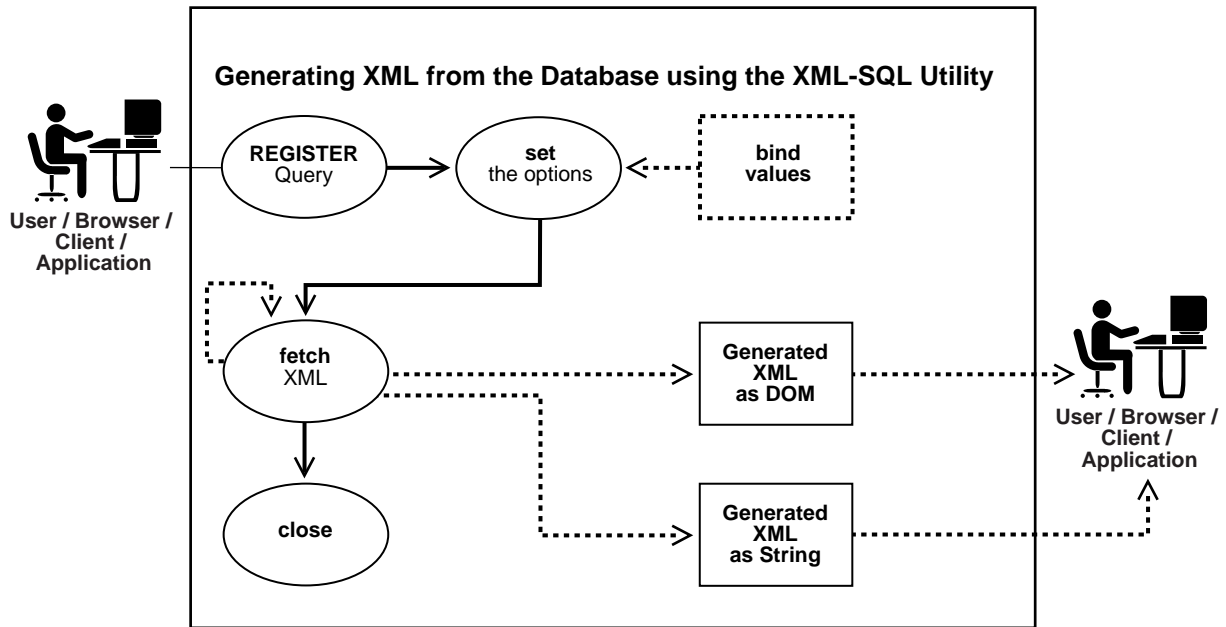 Generating XML from the Database using the XML-SQL Utility
User / Browser /
Client /
Application
REGISTER
Query
set
the options
bind
values
fetch
XML
Generated
XML
as DOM
User / Browser /
Client /
Application
close
Generated
XML
as String